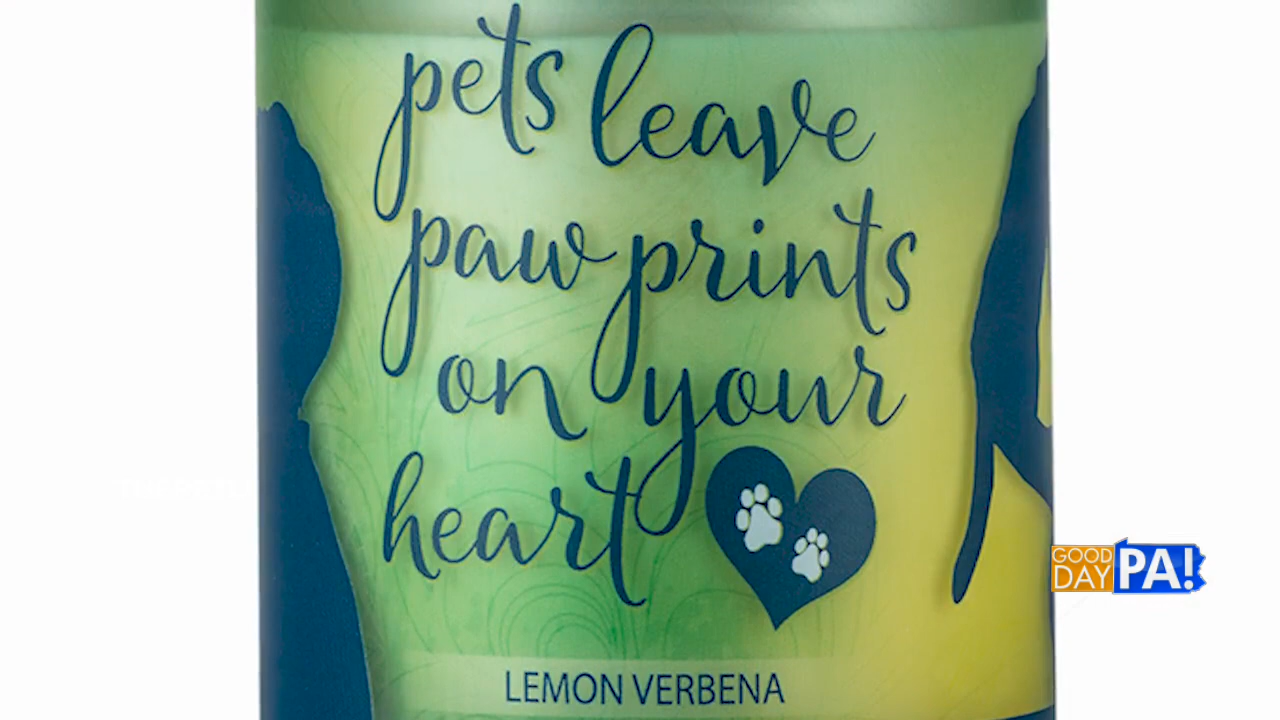 pets leave
paw prints
on your
heart
LEMON VERBENA
GOOD
DAY
PA!